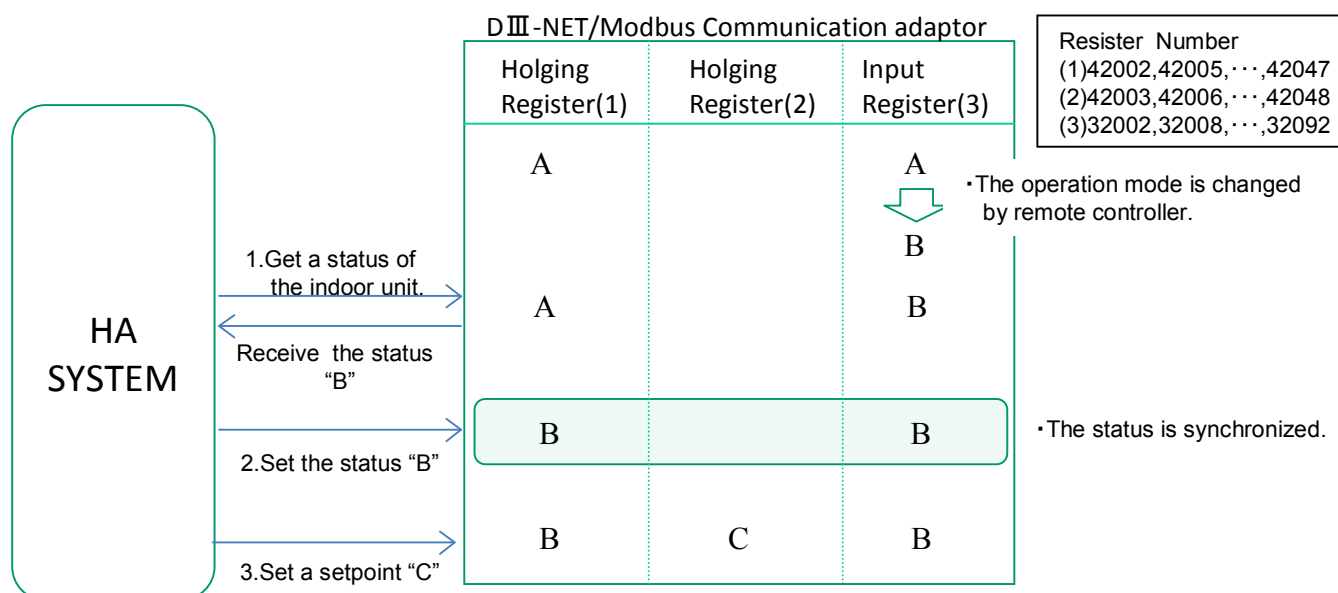 DⅢ-NET/Modbus Communication adaptor
Holging
Register(1)
Holging
Register(2)
Input
Register(3)
Resister Number
(1)42002,42005,･･･,42047
(2)42003,42006,･･･,42048
(3)32002,32008,･･･,32092
A
A
･The operation mode is changed
by remote controller.
B
1.Get a status of
the indoor unit.
A
B
HA
SYSTEM
Receive the status
“B”
B
B
･The status is synchronized.
2.Set the status “B”
B
C
B
3.Set a setpoint “C”